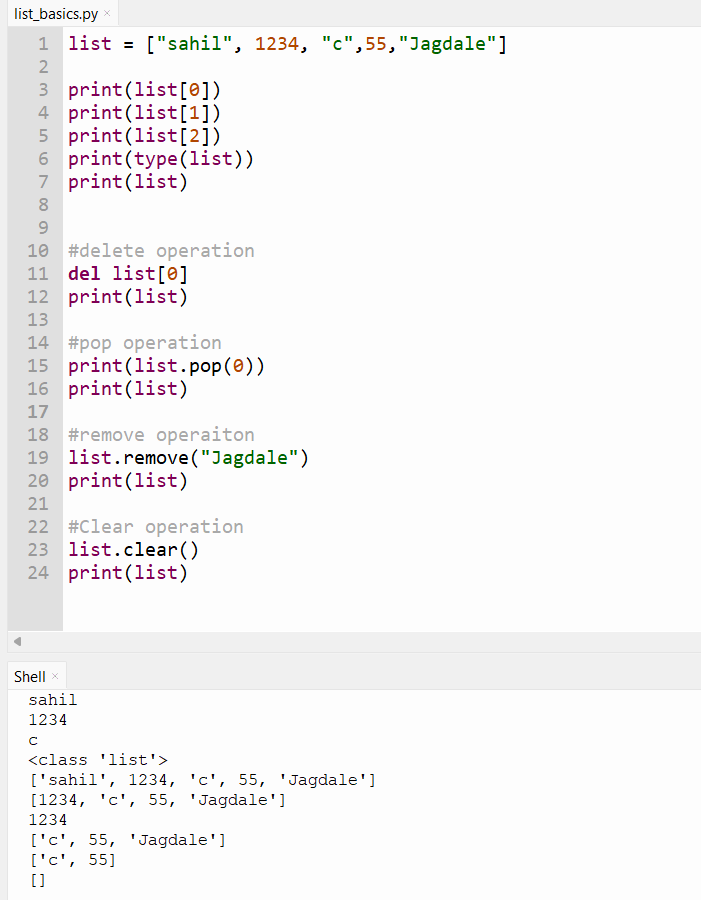 list_basics.py ×
1 list = ["sahil", 1234, "c",55,"Jagdale"]
2
3 print(list[0])
4 print(list[1])
5 print(list[2])
6 print(type(list))
7 print(list)
8
9
10 #delete operation
11 del list[0]
12 print(list)
13
14 #pop operation
15 print(list.pop(0))
16 print(list)
17
18 #remove operaiton
19 list.remove("Jagdale")
20 print(list)
21
22 #Clear operation
23 list.clear()
24 print(list)
Shell ×
sahil
1234
c
<class 'list'>
['sahil', 1234, 'c', 55, 'Jagdale']
[1234, 'c', 55, 'Jagdale']
1234
['c', 55, 'Jagdale']
['c', 55]
[]